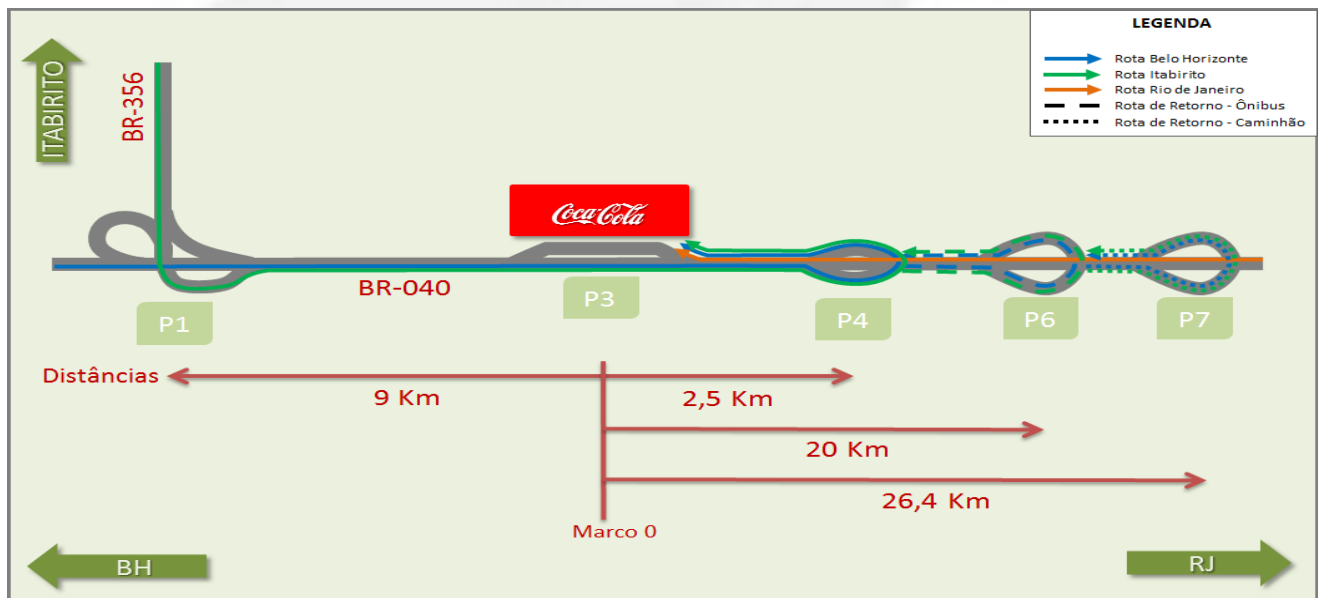 LEGENDA
Rota Belo Horizonte
Rota Itabirito
Rota Rio de Janeiro
Rota de Retorno - Ônibus
Rota de Retorno - Caminhão
ITABIRITO
BR-356
Coca-Cola
BR-040
P1
P3
P4
P6
P7
Distâncias
9 Km
2,5 Km
20 Km
26,4 Km
Marco 0
BH
RJ